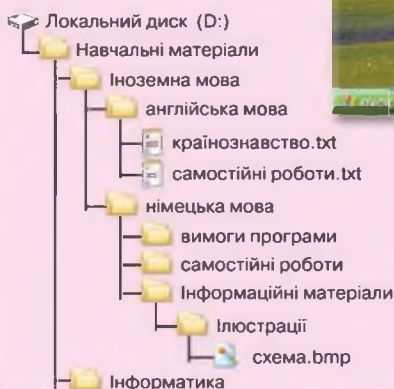 Локальний диск (D:)
Навчальні матеріали
Іноземна мова
англійська мова
країнознавство.txt
самостійні роботи.txt
німецька мова
вимоги програми
самостійні роботи
Інформаційні матеріали
Ілюстрації
схема.bmp
Інформатика